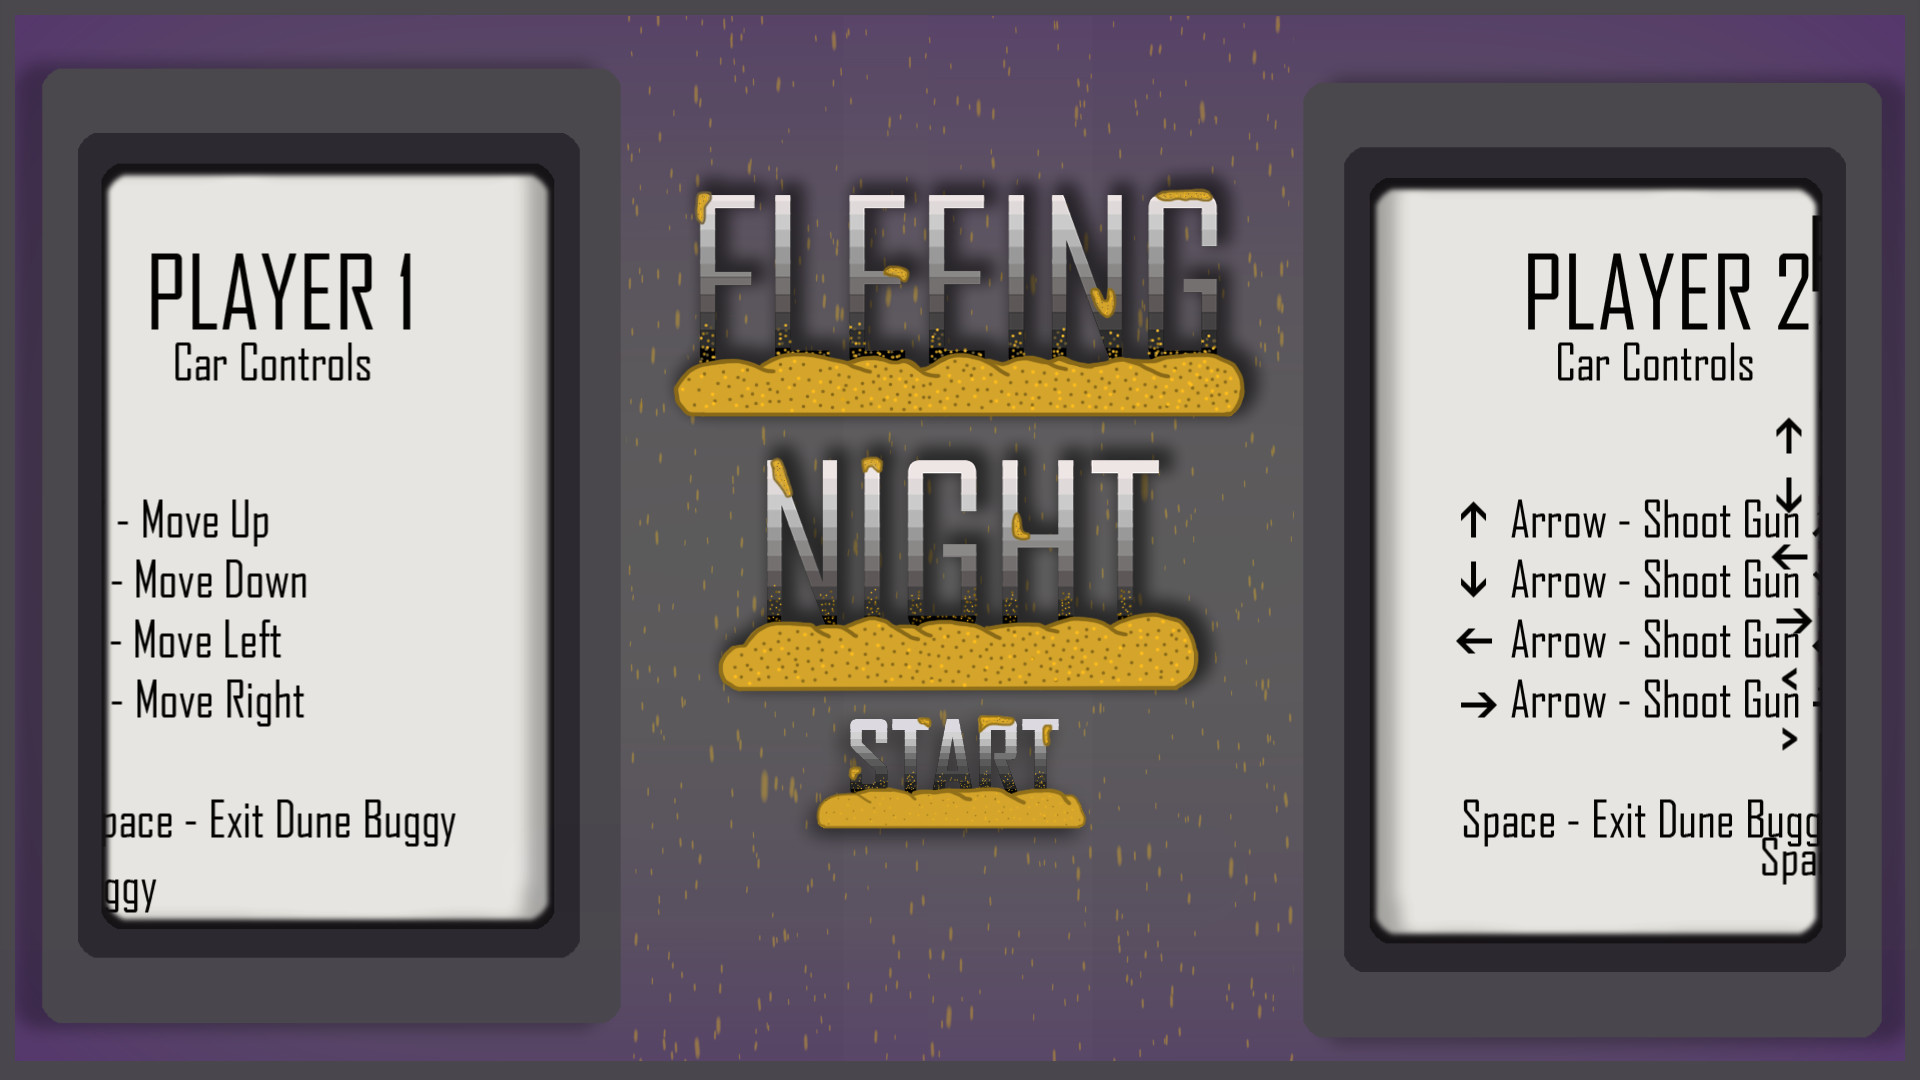 PLAYER 1
Car Controls
- Move Up
- Move Down
- Move Left
- Move Right
pace - Exit Dune Buggy
ggy
FLEEING
NIGHT
START
PLAYER 2
Car Controls
↑
↓
↑ Arrow - Shoot Gun
←
↓ Arrow - Shoot Gun
→
← Arrow - Shoot Gun
<
→ Arrow - Shoot Gun
>
Space - Exit Dune Bugg
Spa